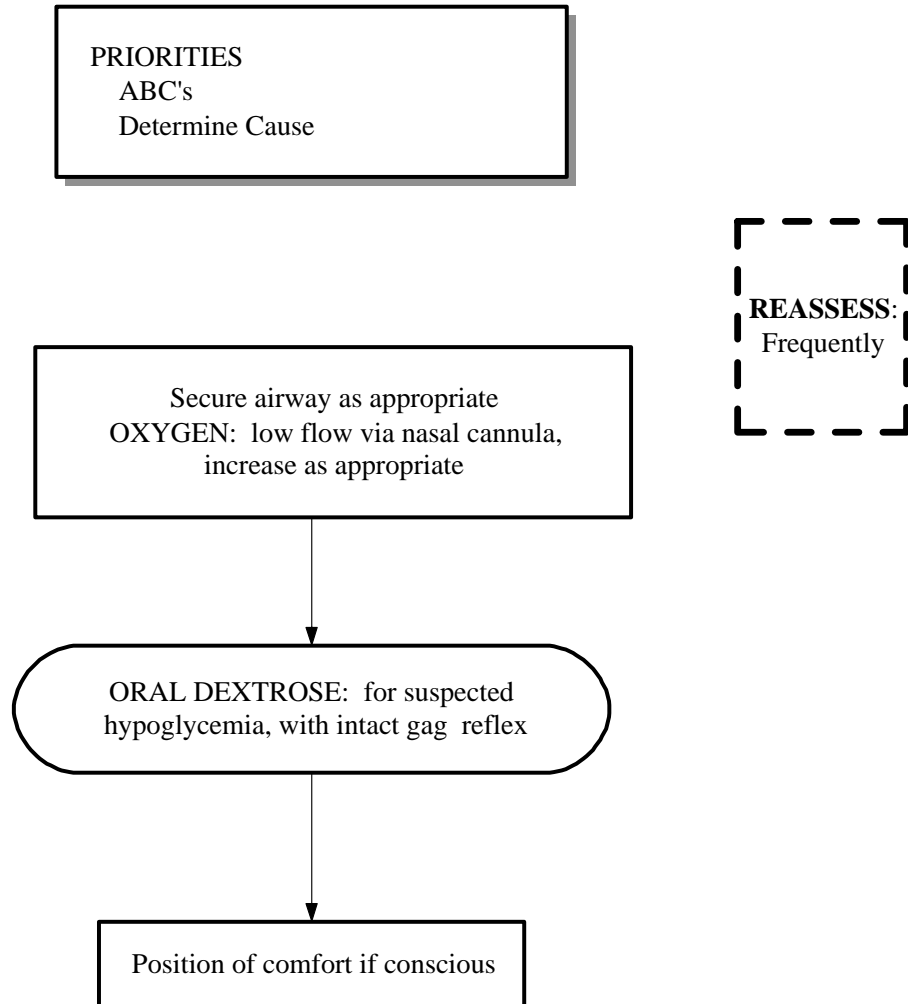 PRIORITIES
ABC's
Determine Cause
REASSESS:
Frequently
Secure airway as appropriate
OXYGEN:  low flow via nasal cannula,
increase as appropriate
ORAL DEXTROSE:  for suspected
hypoglycemia, with intact gag  reflex
Position of comfort if conscious